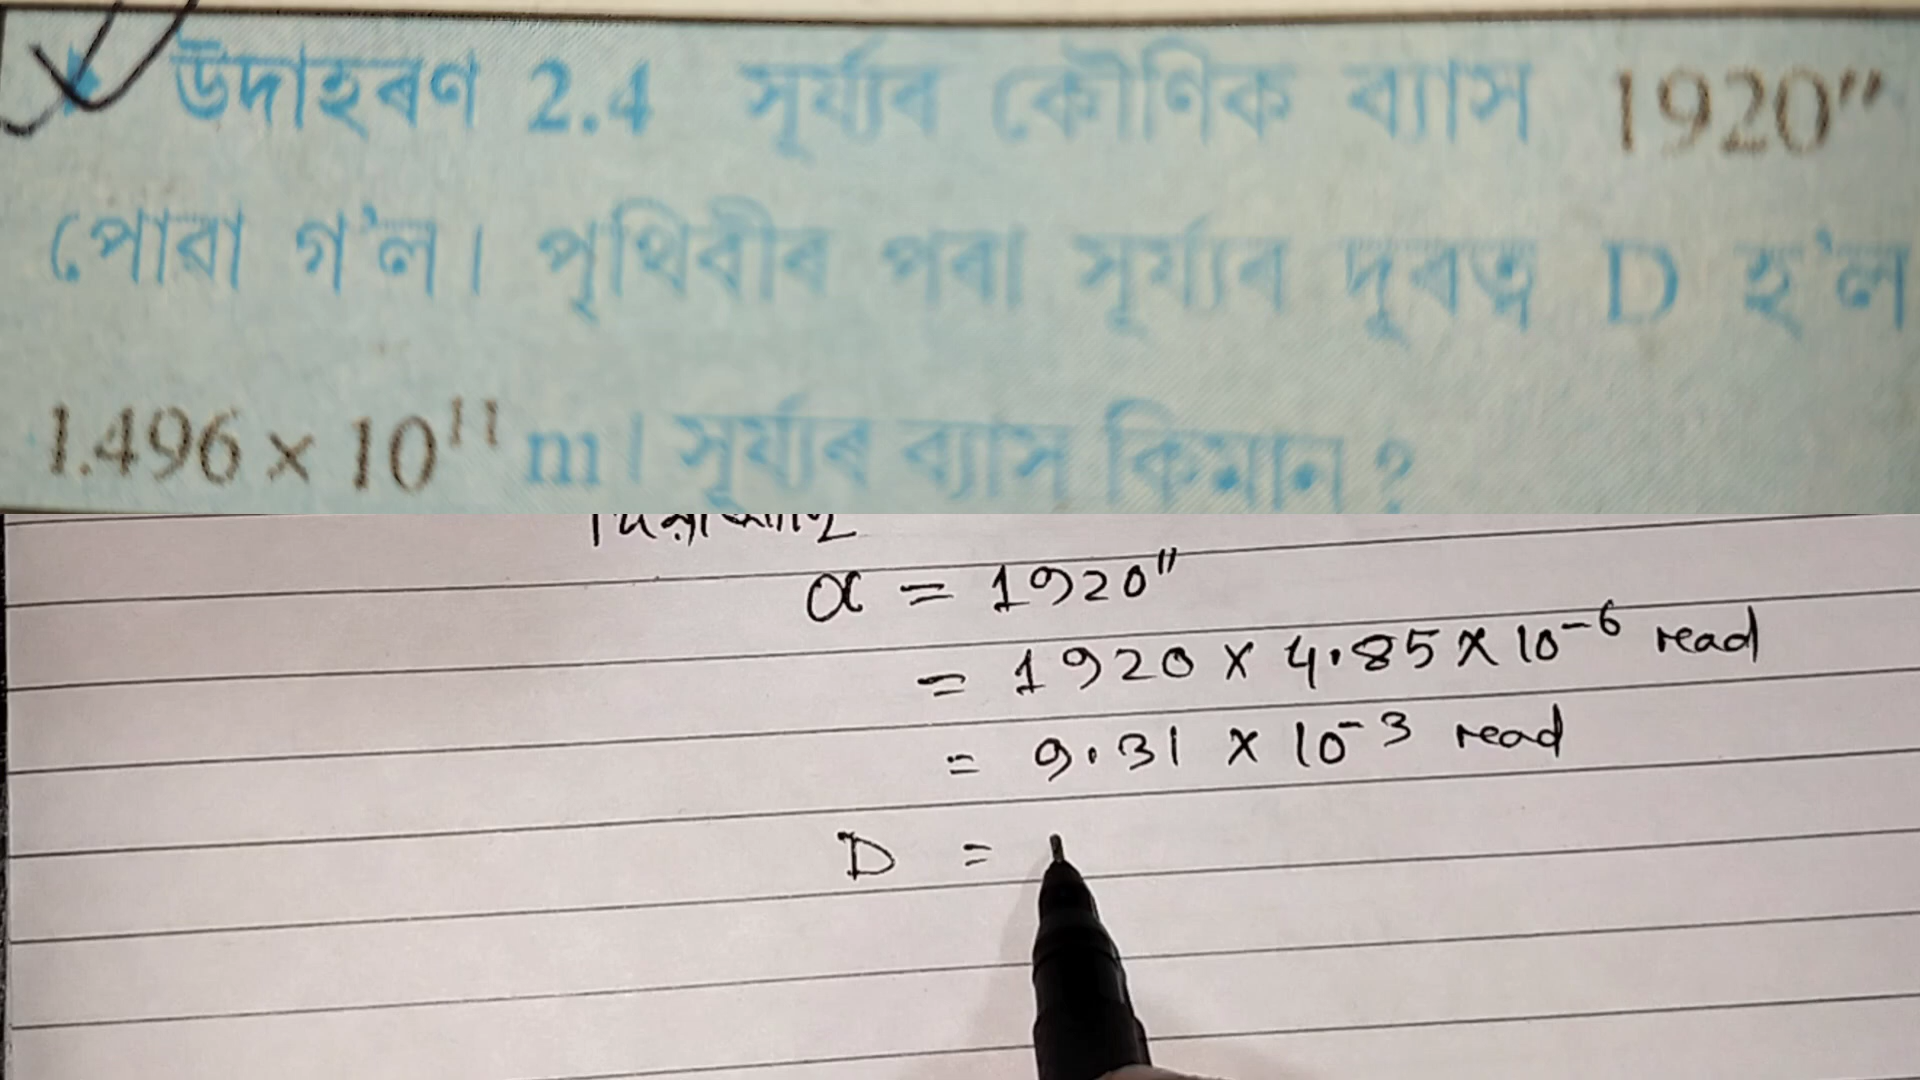 উদাহৰণ 2.4 সূৰ্য্যৰ কৌণিক ব্যাস 1920"
পোৱা গ'ল। পৃথিৱীৰ পৰা সূৰ্য্যৰ দূৰত্ব D হ'ল
1.496 × 10¹¹ m। সূৰ্য্যৰ ব্যাস কিমান?
α = 1920"
= 1920 × 4.85 × 10⁻⁶ read
= 9.31 × 10⁻³ read
D =